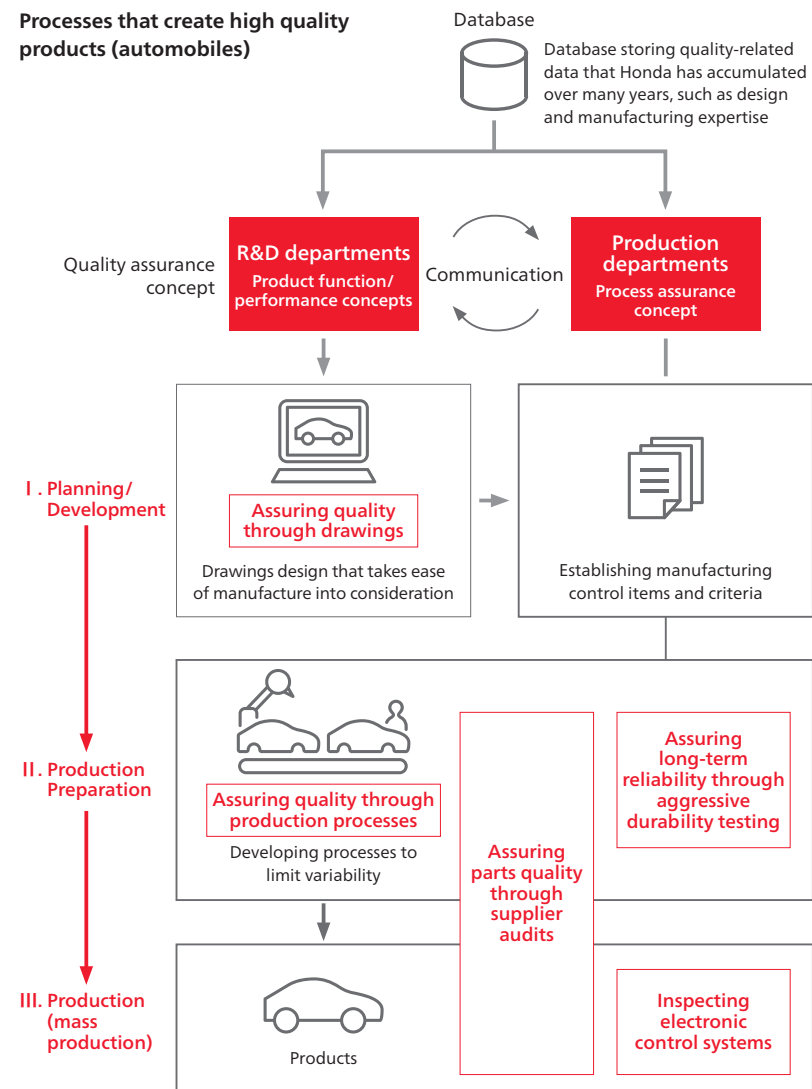 Processes that create high quality
products (automobiles)
Database
Database storing quality-related
data that Honda has accumulated
over many years, such as design
and manufacturing expertise
Quality assurance
concept
R&D departments
Product function/
performance concepts
Communication
Production
departments
Process assurance
concept
I. Planning/
Development
Assuring quality
through drawings
Drawings design that takes ease
of manufacture into consideration
Establishing manufacturing
control items and criteria
II. Production
Preparation
Assuring quality through
production processes
Developing processes to
limit variability
Assuring
parts quality
through
supplier
audits
Assuring
long-term
reliability through
aggressive
durability testing
III. Production
(mass
production)
Products
Inspecting
electronic
control systems